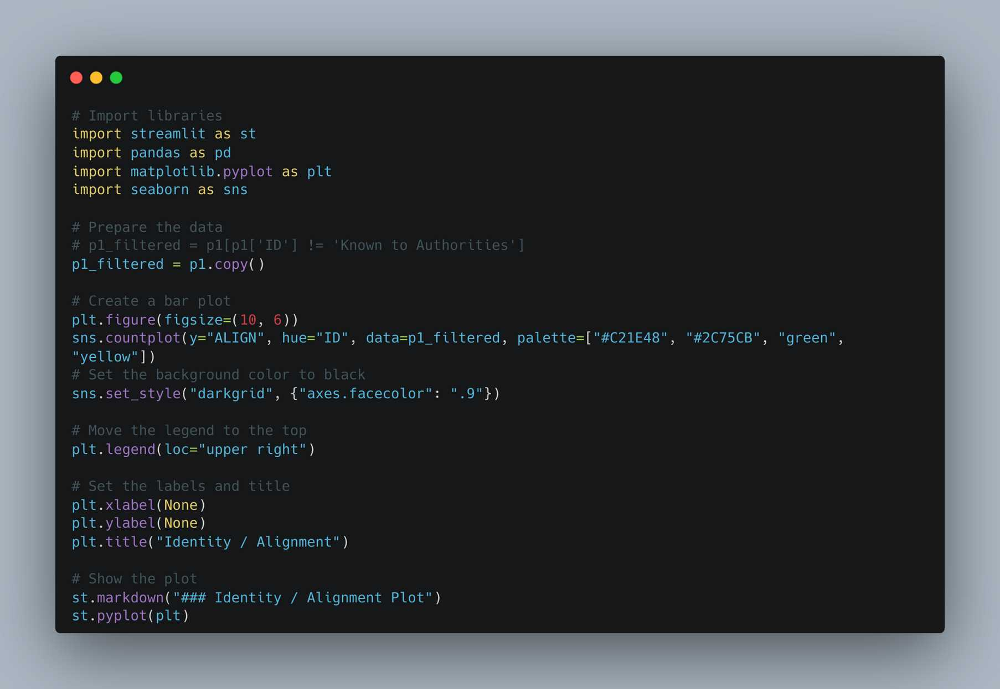 # Import libraries
import streamlit as st
import pandas as pd
import matplotlib.pyplot as plt
import seaborn as sns
# Prepare the data
# p1_filtered = p1[p1['ID'] != 'Known to Authorities']
p1_filtered = p1.copy()
# Create a bar plot
plt.figure(figsize=(10, 6))
sns.countplot(y="ALIGN", hue="ID", data=p1_filtered, palette=["#C21E48", "#2C75CB", "green",
"yellow"])
# Set the background color to black
sns.set_style("darkgrid", {"axes.facecolor": ".9"})
# Move the legend to the top
plt.legend(loc="upper right")
# Set the labels and title
plt.xlabel(None)
plt.ylabel(None)
plt.title("Identity / Alignment")
# Show the plot
st.markdown("### Identity / Alignment Plot")
st.pyplot(plt)